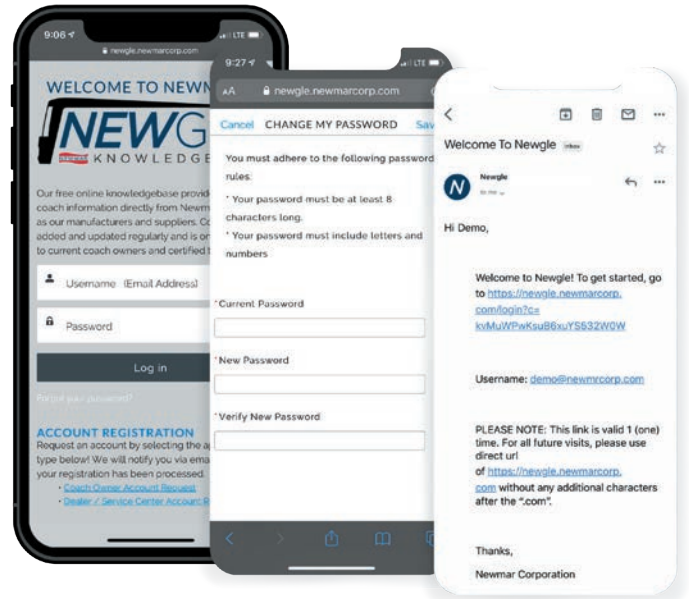 9:06
LTE
newgle.newmarcorp.com
WELCOME TO NEWN
NEWG
KNOWLEDGE
Our free online knowledgebase provid
coach information directly from Newm
as our manufacturers and suppliers. Co
added and updated regularly and is on
to current coach owners and certified
Username (Email Address)
Password
Log in
Forgot your password?
ACCOUNT REGISTRATION
Request an account by selecting the a
type below! We will notify you via ema
your registration has been processed.
• Coach Owner Account Request
• Dealer / Service Center Account R
9:27
LTE
AA newgle.newmarcorp.com
Cancel CHANGE MY PASSWORD Sav
You must adhere to the following password
rules:
* Your password must be at least 8
characters long.
* Your password must include letters and
numbers
*Current Password
*New Password
*Verify New Password
Welcome To Newgle Inbox
N
Newgle
to me
Hi Demo,
Welcome to Newgle! To get started, go
to https://newgle.newmarcorp.
com/login?c=
kvMuWPwKsuB6xuYS532W0W
Username: demo@newmrcorp.com
PLEASE NOTE: This link is valid 1 (one)
time. For all future visits, please use
direct url
of https://newgle.newmarcorp.
com without any additional characters
after the ".com".
Thanks,
Newmar Corporation